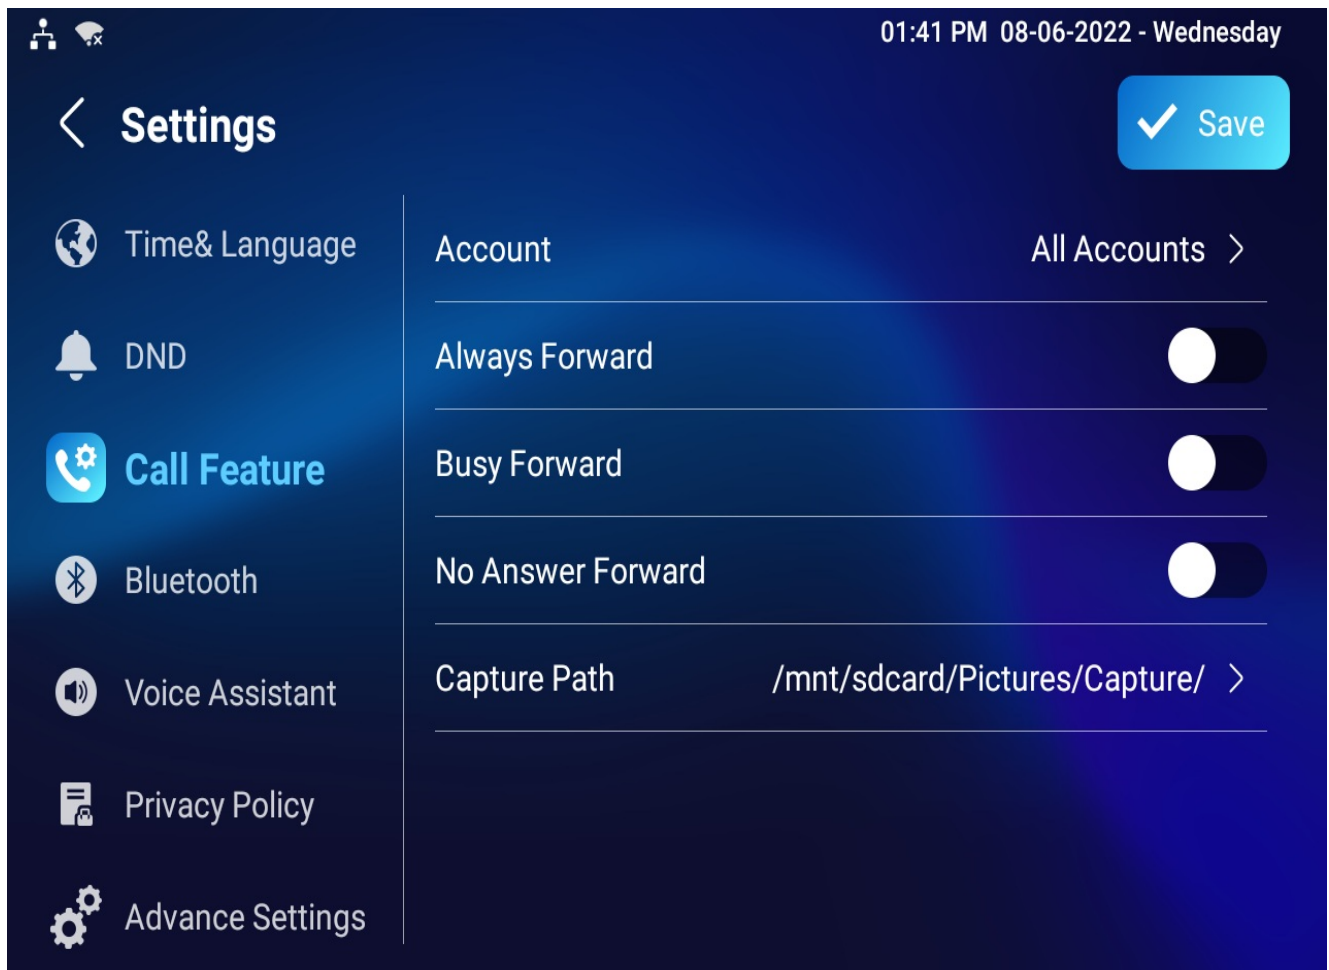 01:41 PM 08-06-2022 - Wednesday
Settings
Save
Time& Language
DND
Call Feature
Bluetooth
Voice Assistant
Privacy Policy
Advance Settings
Account All Accounts
Always Forward
Busy Forward
No Answer Forward
Capture Path /mnt/sdcard/Pictures/Capture/